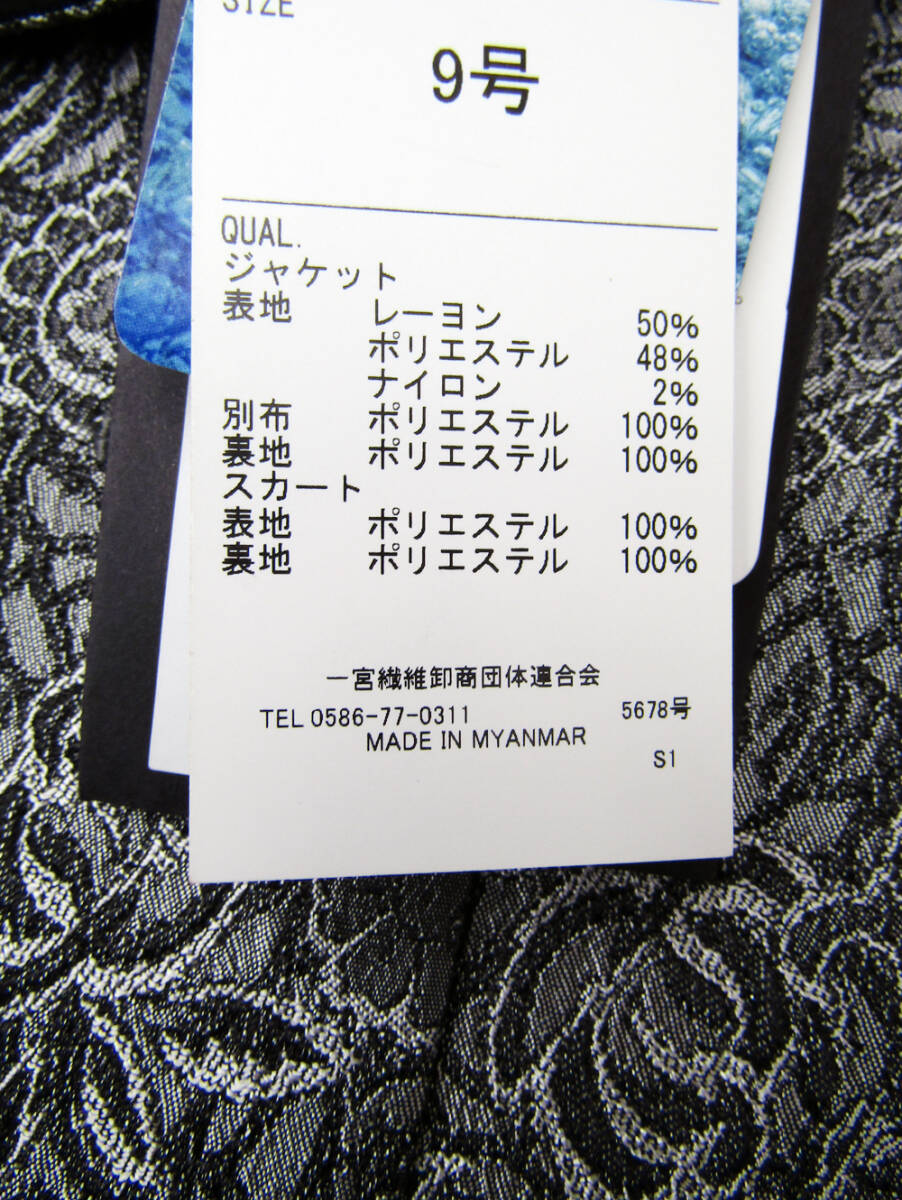 SIZE
9号
QUAL.
ジャケット
表地 レーヨン 50%
ポリエステル 48%
ナイロン 2%
別布 ポリエステル 100%
裏地 ポリエステル 100%
スカート
表地 ポリエステル 100%
裏地 ポリエステル 100%
一宮繊維卸商団体連合会
TEL 0586-77-0311 5678号
MADE IN MYANMAR
S1